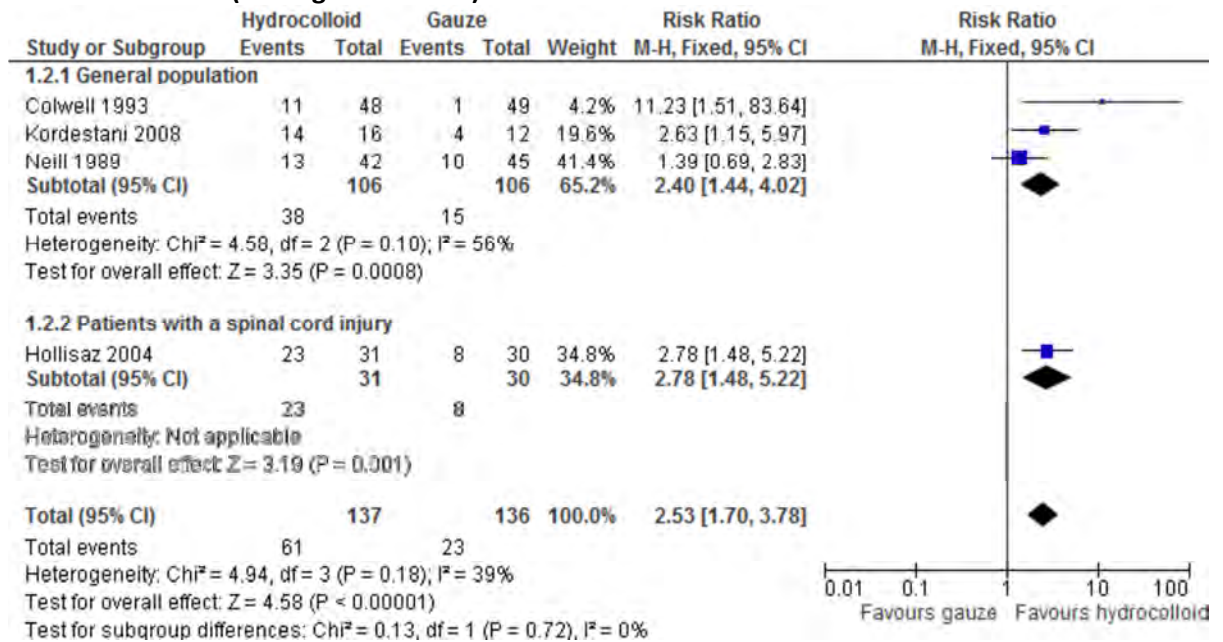 Hydrocolloid Gauze Risk Ratio Risk Ratio
Study or Subgroup Events Total Events Total Weight M-H, Fixed, 95% CI M-H, Fixed, 95% CI
1.2.1 General population
Colwell 1993 11 48 1 49 4.2% 11.23 [1.51, 83.64]
Kordestani 2008 14 16 4 12 19.6% 2.63 [1.15, 5.97]
Neill 1989 13 42 10 45 41.4% 1.39 [0.69, 2.83]
Subtotal (95% CI) 106 106 65.2% 2.40 [1.44, 4.02]
Total events 38 15
Heterogeneity: Chi² = 4.58, df = 2 (P = 0.10); I² = 56%
Test for overall effect: Z = 3.35 (P = 0.0008)
1.2.2 Patients with a spinal cord injury
Hollisaz 2004 23 31 8 30 34.8% 2.78 [1.48, 5.22]
Subtotal (95% CI) 31 30 34.8% 2.78 [1.48, 5.22]
Total events 23 8
Heterogeneity: Not applicable
Test for overall effect: Z = 3.19 (P = 0.001)
Total (95% CI) 137 136 100.0% 2.53 [1.70, 3.78]
Total events 61 23
Heterogeneity: Chi² = 4.94, df = 3 (P = 0.18); I² = 39%
Test for overall effect: Z = 4.58 (P < 0.00001)
Test for subgroup differences: Chi² = 0.13, df = 1 (P = 0.72), I² = 0%
0.01 0.1 1 10 100
Favours gauze Favours hydrocolloid